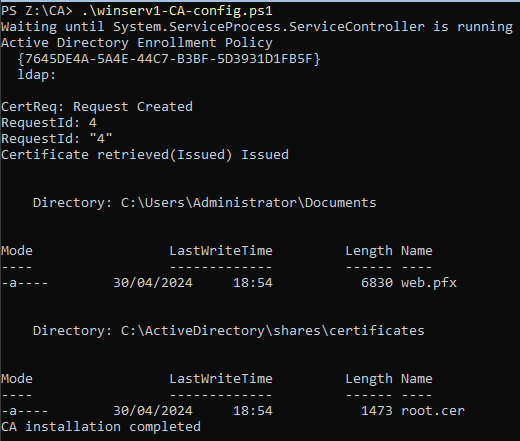 PS Z:\CA> .\winserv1-CA-config.ps1
Waiting until System.ServiceProcess.ServiceController is running
Active Directory Enrollment Policy
  {7645DE4A-5A4E-44C7-B3BF-5D3931D1FB5F}
  ldap:
CertReq: Request Created
RequestId: 4
RequestId: "4"
Certificate retrieved(Issued) Issued
    Directory: C:\Users\Administrator\Documents
Mode                 LastWriteTime         Length Name
----                 -------------         ------ ----
-a----        30/04/2024     18:54           6830 web.pfx
    Directory: C:\ActiveDirectory\shares\certificates
Mode                 LastWriteTime         Length Name
----                 -------------         ------ ----
-a----        30/04/2024     18:54           1473 root.cer
CA installation completed